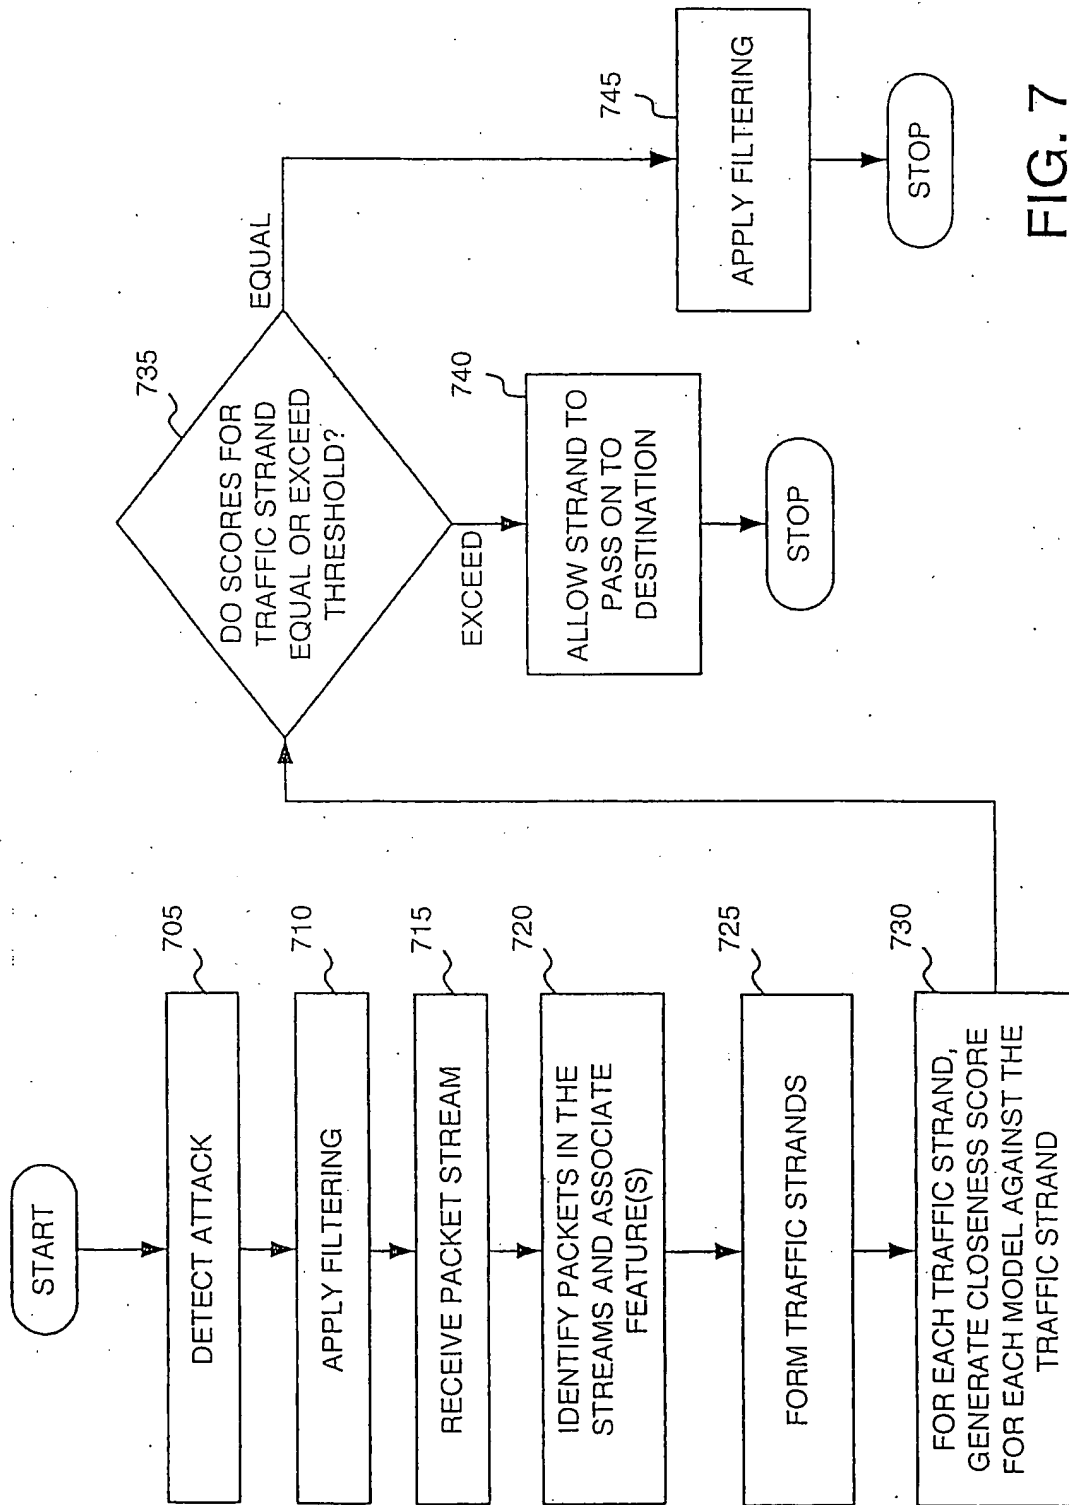 START
705
DETECT ATTACK
710
APPLY FILTERING
715
RECEIVE PACKET STREAM
720
IDENTIFY PACKETS IN THE
STREAMS AND ASSOCIATE
FEATURE(S)
725
FORM TRAFFIC STRANDS
730
FOR EACH TRAFFIC STRAND,
GENERATE CLOSENESS SCORE
FOR EACH MODEL AGAINST THE
TRAFFIC STRAND
735
DO SCORES FOR
TRAFFIC STRAND
EQUAL OR EXCEED
THRESHOLD?
EQUAL
EXCEED
740
ALLOW STRAND TO
PASS ON TO
DESTINATION
STOP
745
APPLY FILTERING
STOP
FIG. 7